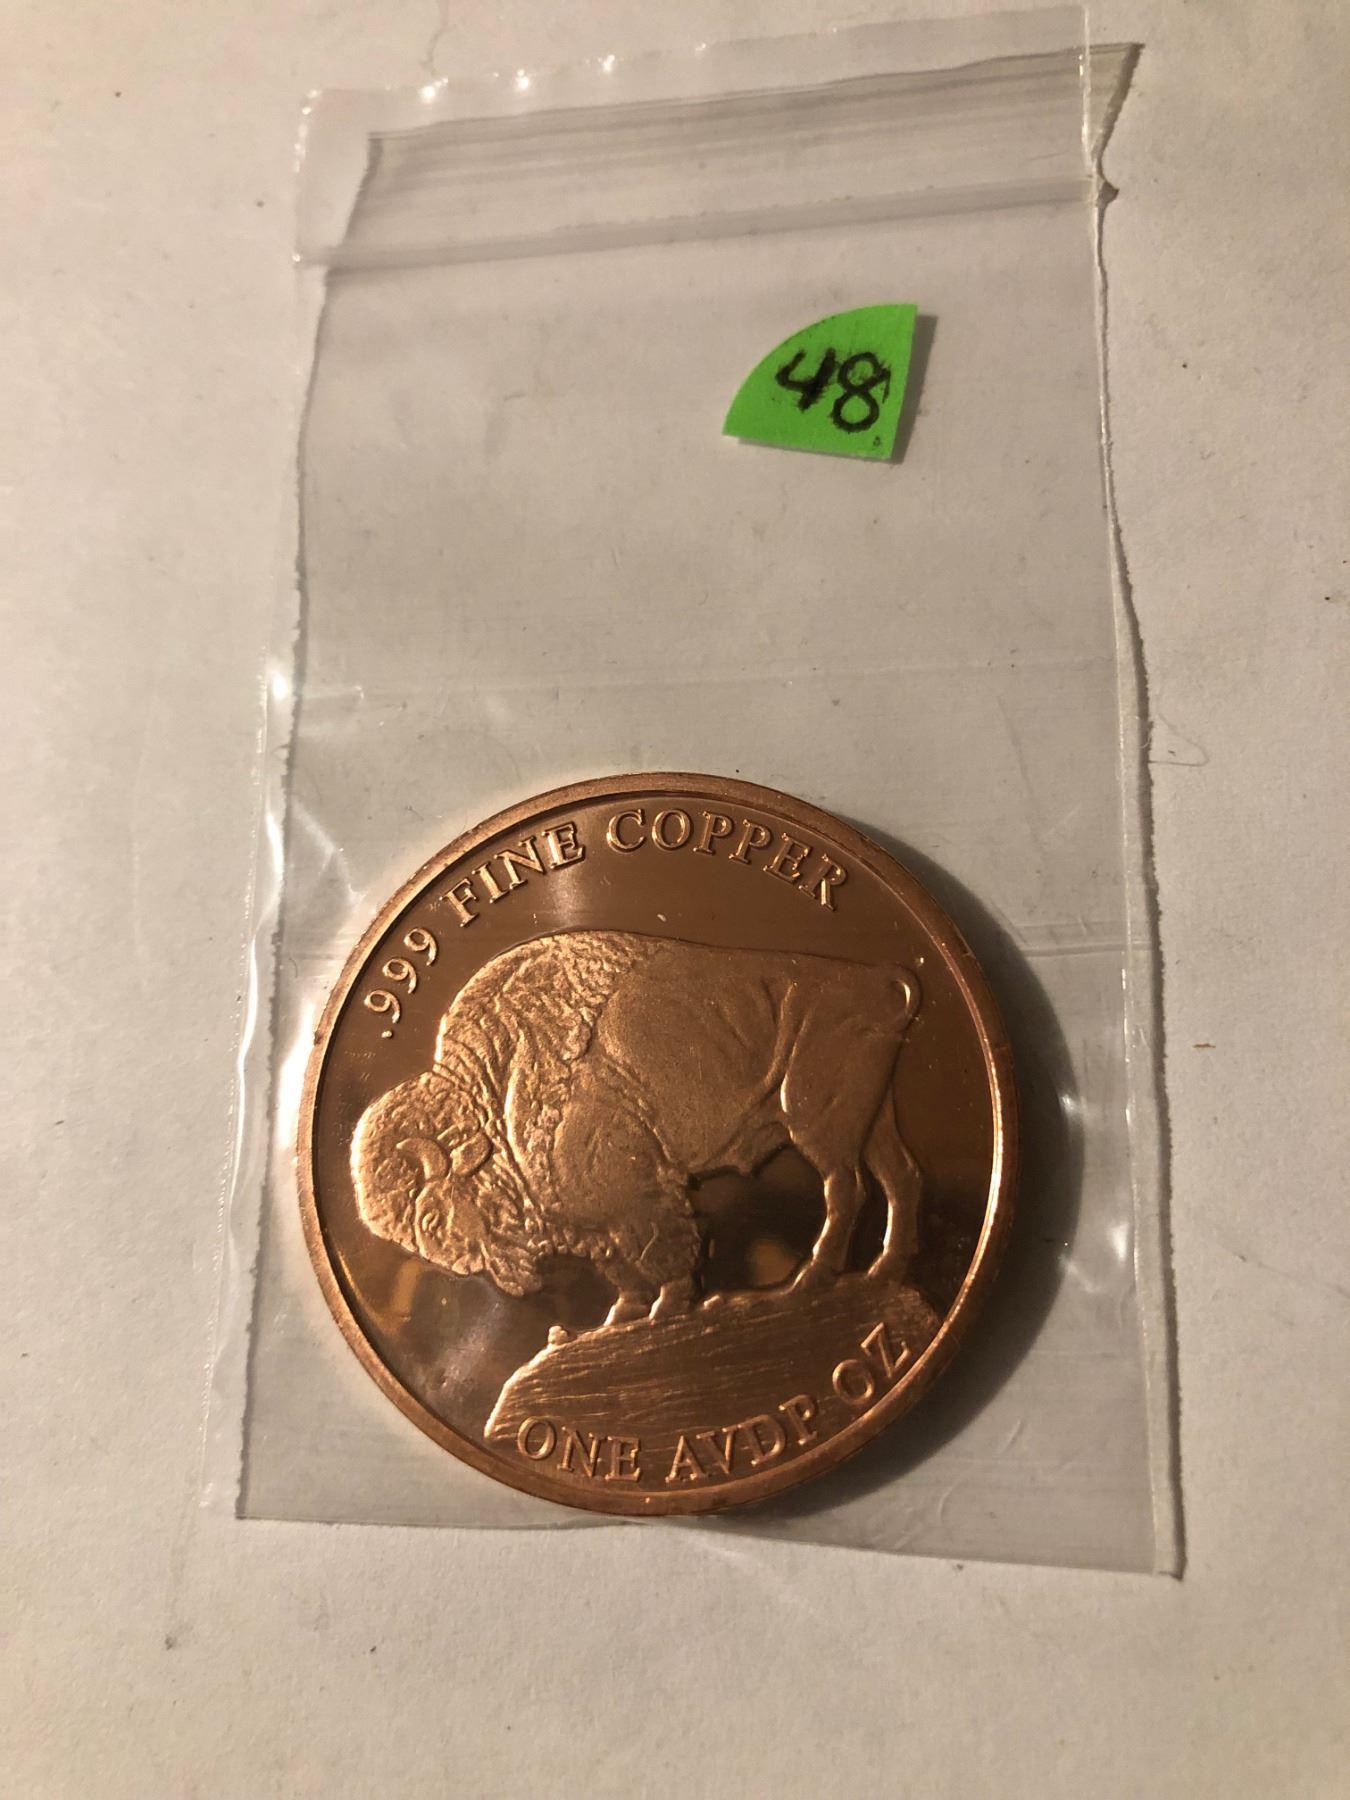 48
.999 FINE COPPER
ONE AVDP OZ